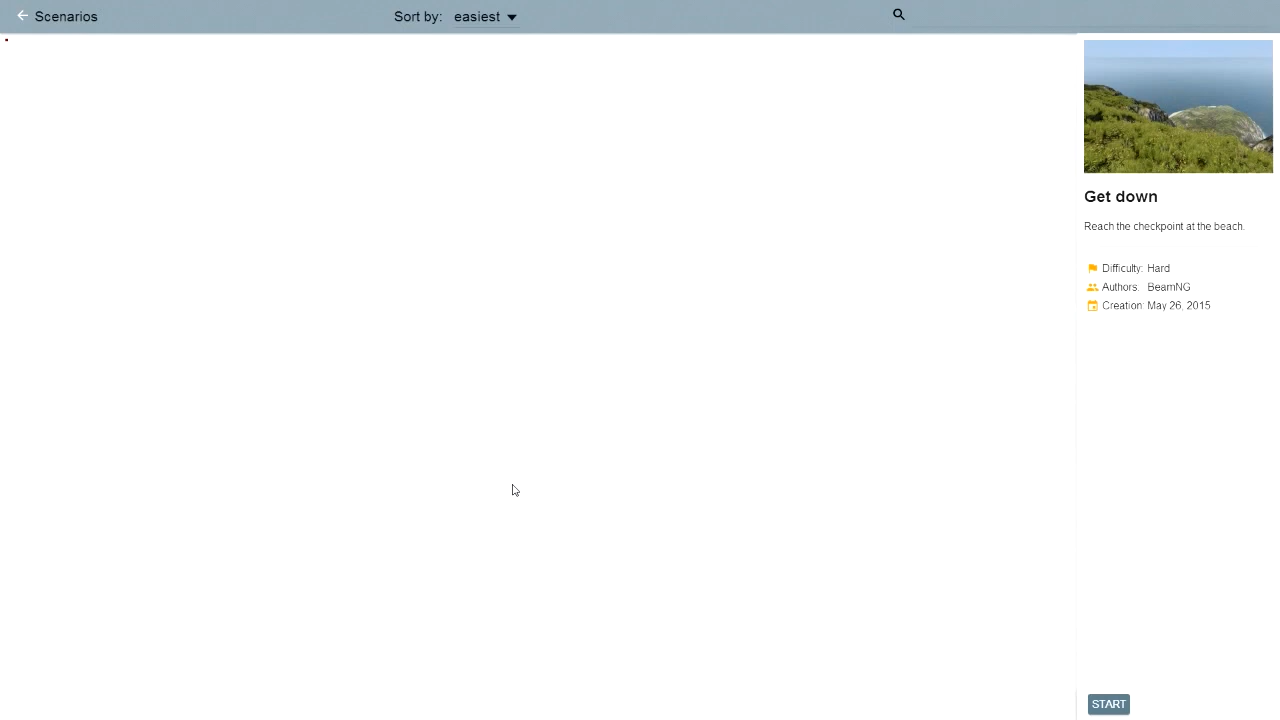 Scenarios
Sort by: easiest
Get down
Reach the checkpoint at the beach.
Difficulty: Hard
Authors: BeamNG
Creation: May 26, 2015
START